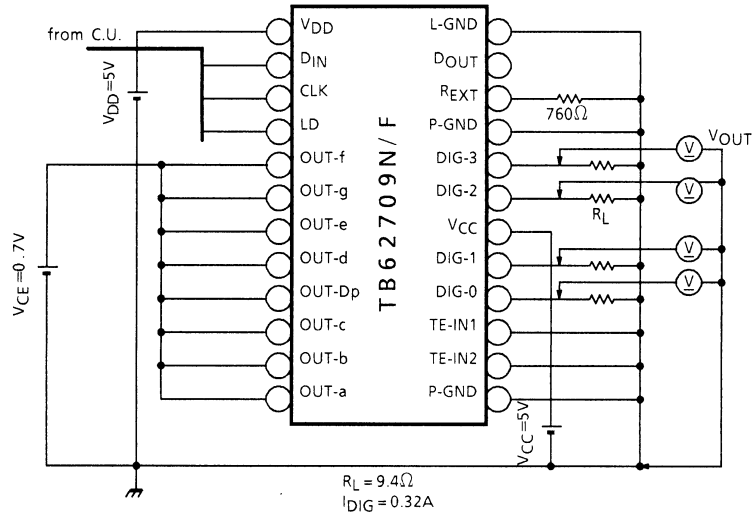 from C.U.
VDD=5V
VCE=0.7V
VDD
DIN
CLK
LD
OUT-f
OUT-g
OUT-e
OUT-d
OUT-Dp
OUT-c
OUT-b
OUT-a
TB62709N/F
L-GND
DOUT
REXT
P-GND
DIG-3
DIG-2
VCC
DIG-1
DIG-0
TE-IN1
TE-IN2
P-GND
760Ω
RL
VCC=5V
VOUT
V
V
V
V
RL=9.4Ω
IDIG=0.32A